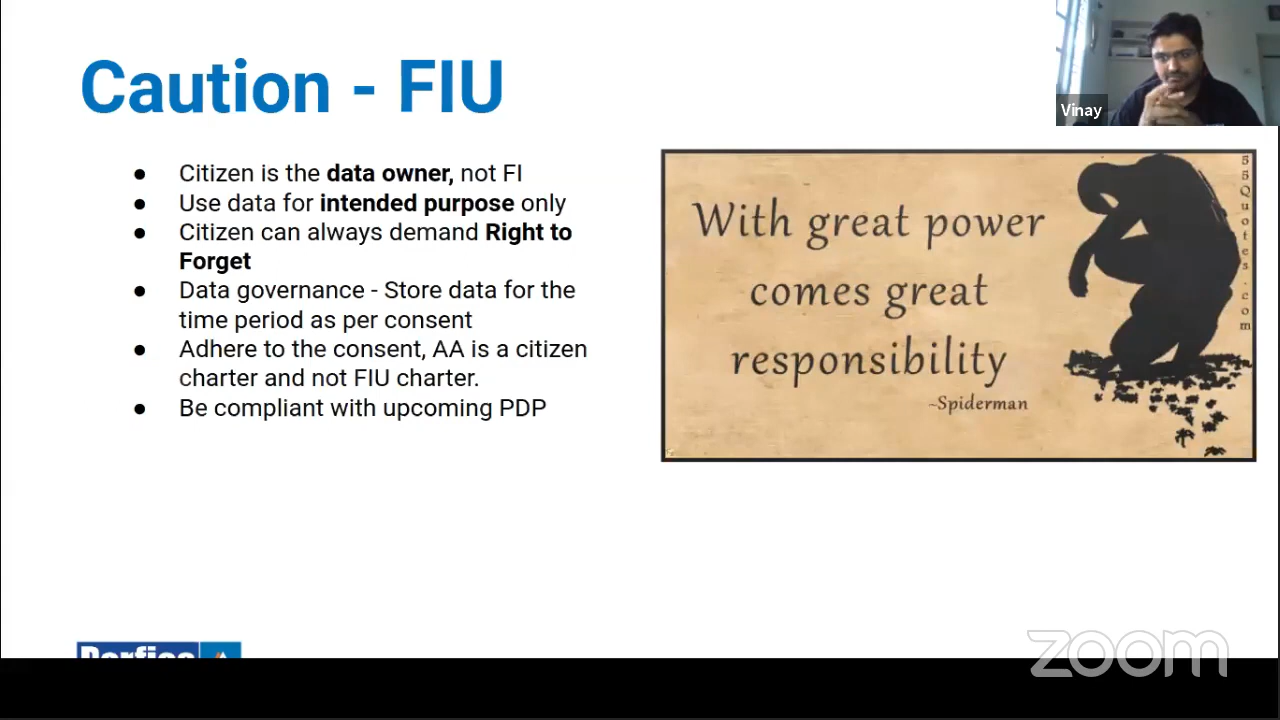 Caution - FIU
Vinay
● Citizen is the data owner, not FI
● Use data for intended purpose only
● Citizen can always demand Right to
Forget
● Data governance - Store data for the
time period as per consent
● Adhere to the consent, AA is a citizen
charter and not FIU charter.
● Be compliant with upcoming PDP
With great power
comes great
responsibility
~Spiderman
55Quotes.com
Perfios
zoom